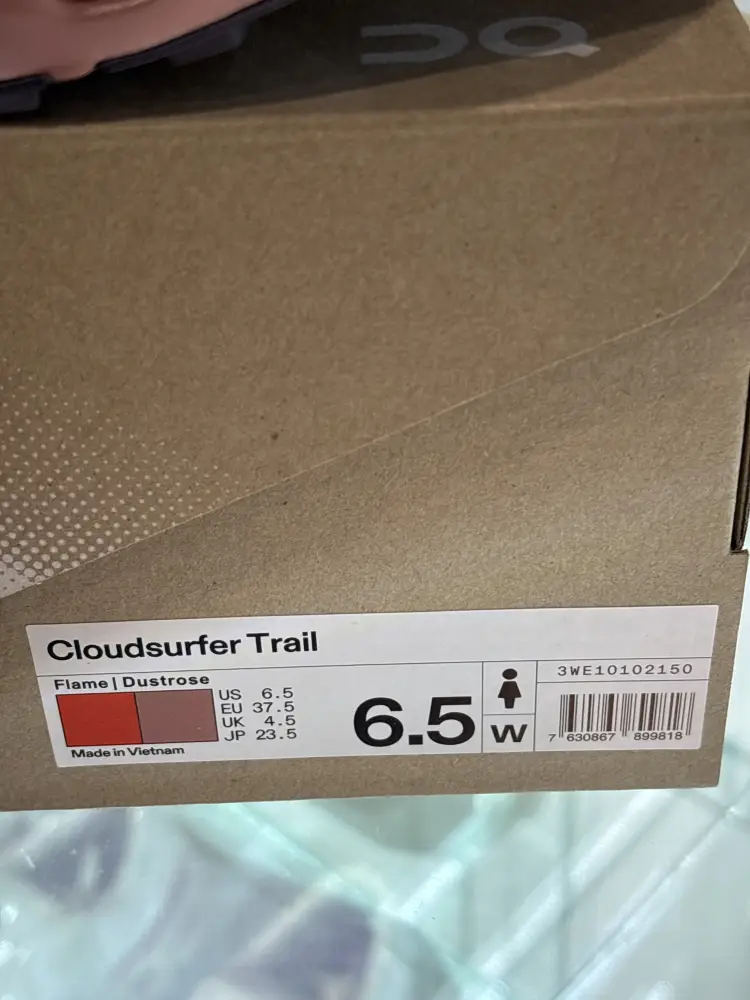 On
Cloudsurfer Trail
Flame | Dustrose
US 6.5
EU 37.5
UK 4.5
JP 23.5
Made in Vietnam
6.5
W
3WE10102150
7 630867 899818